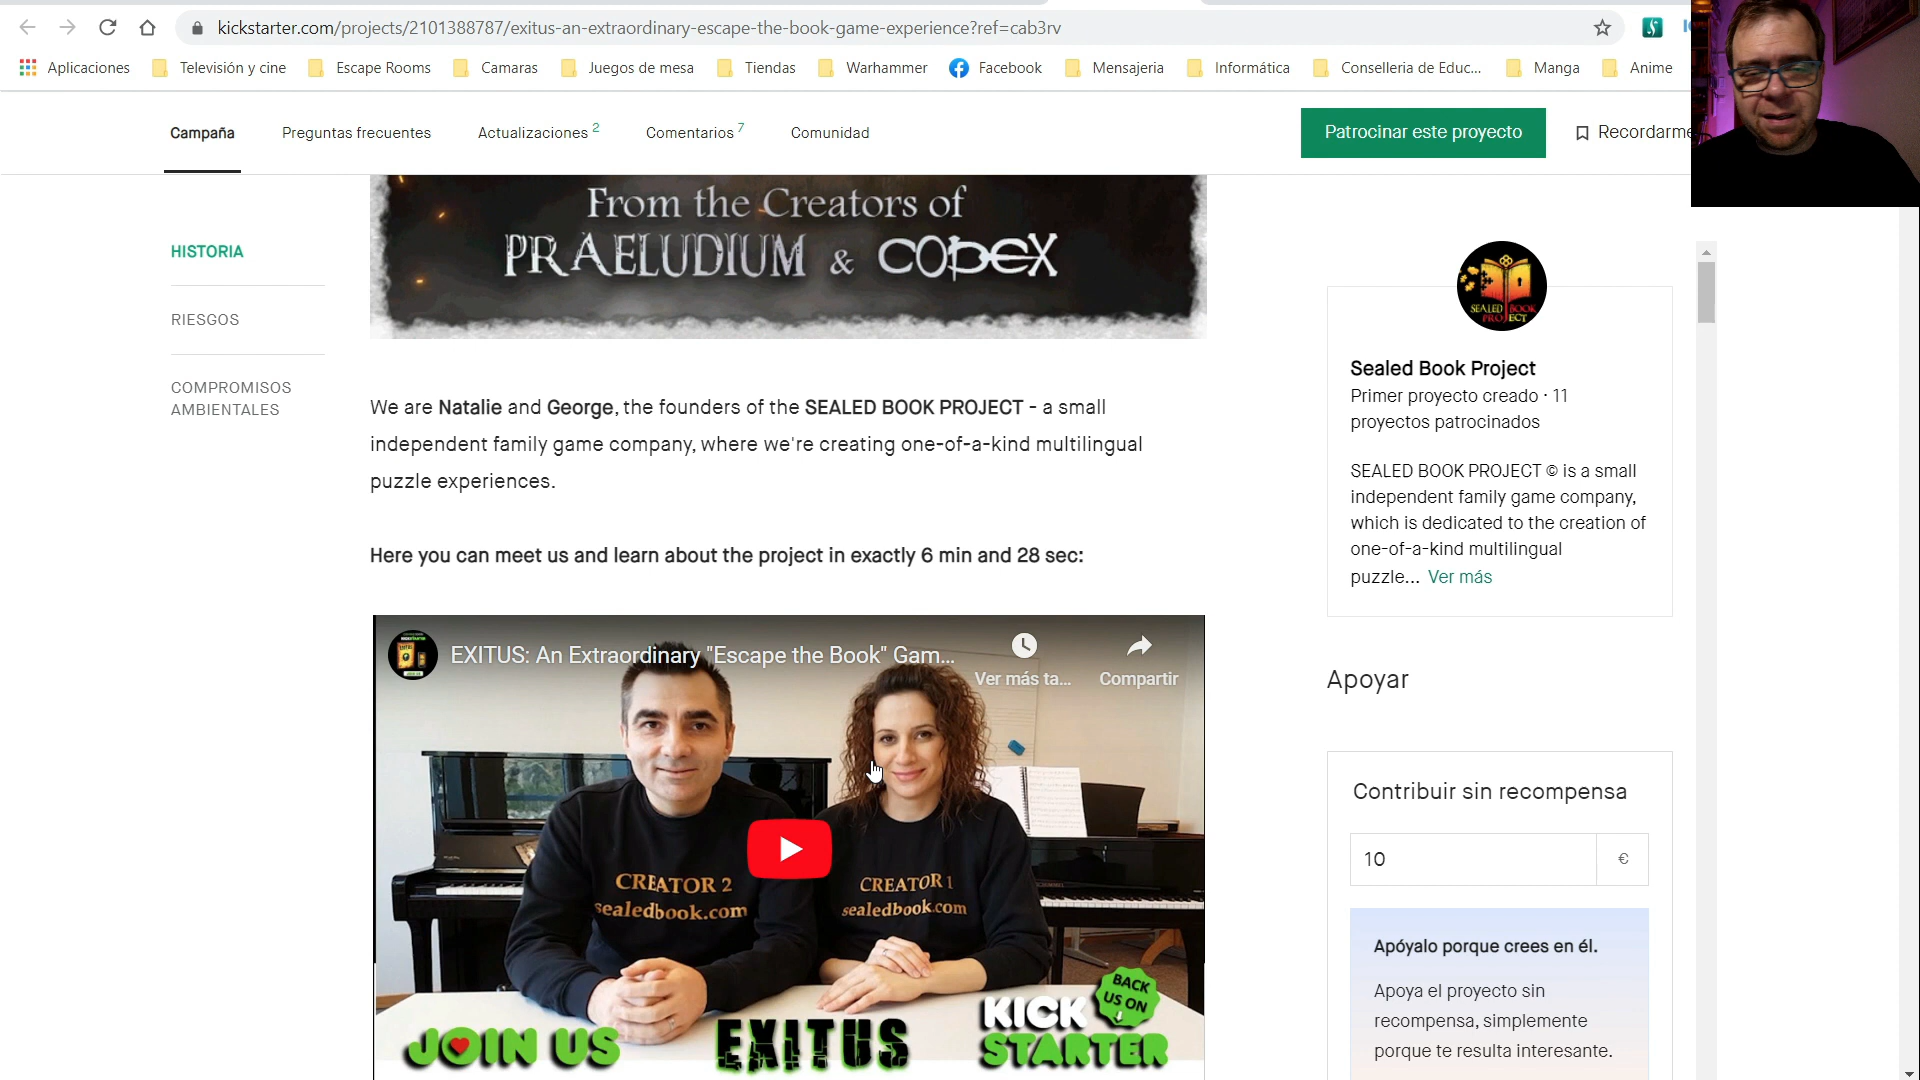 kickstarter.com/projects/2101388787/exitus-an-extraordinary-escape-the-book-game-experience?ref=cab3rv
Aplicaciones Televisión y cine Escape Rooms Camaras Juegos de mesa Tiendas Warhammer Facebook Mensajeria Informática Conselleria de Educ... Manga Anime
Campaña Preguntas frecuentes Actualizaciones 2 Comentarios 7 Comunidad Patrocinar este proyecto Recordarme
From the Creators of
PRAELUDIUM & CODEX
HISTORIA
RIESGOS
COMPROMISOS
AMBIENTALES
We are Natalie and George, the founders of the SEALED BOOK PROJECT - a small
independent family game company, where we're creating one-of-a-kind multilingual
puzzle experiences.
Here you can meet us and learn about the project in exactly 6 min and 28 sec:
EXITUS: An Extraordinary "Escape the Book" Gam...
Ver más ta... Compartir
CREATOR 2
sealedbook.com
CREATOR 1
sealedbook.com
JOIN US
EXITUS
BACK
US ON
KICK
STARTER
SEALED BOOK
PROJECT
Sealed Book Project
Primer proyecto creado · 11
proyectos patrocinados
SEALED BOOK PROJECT © is a small
independent family game company,
which is dedicated to the creation of
one-of-a-kind multilingual
puzzle... Ver más
Apoyar
Contribuir sin recompensa
10 €
Apóyalo porque crees en él.
Apoya el proyecto sin
recompensa, simplemente
porque te resulta interesante.